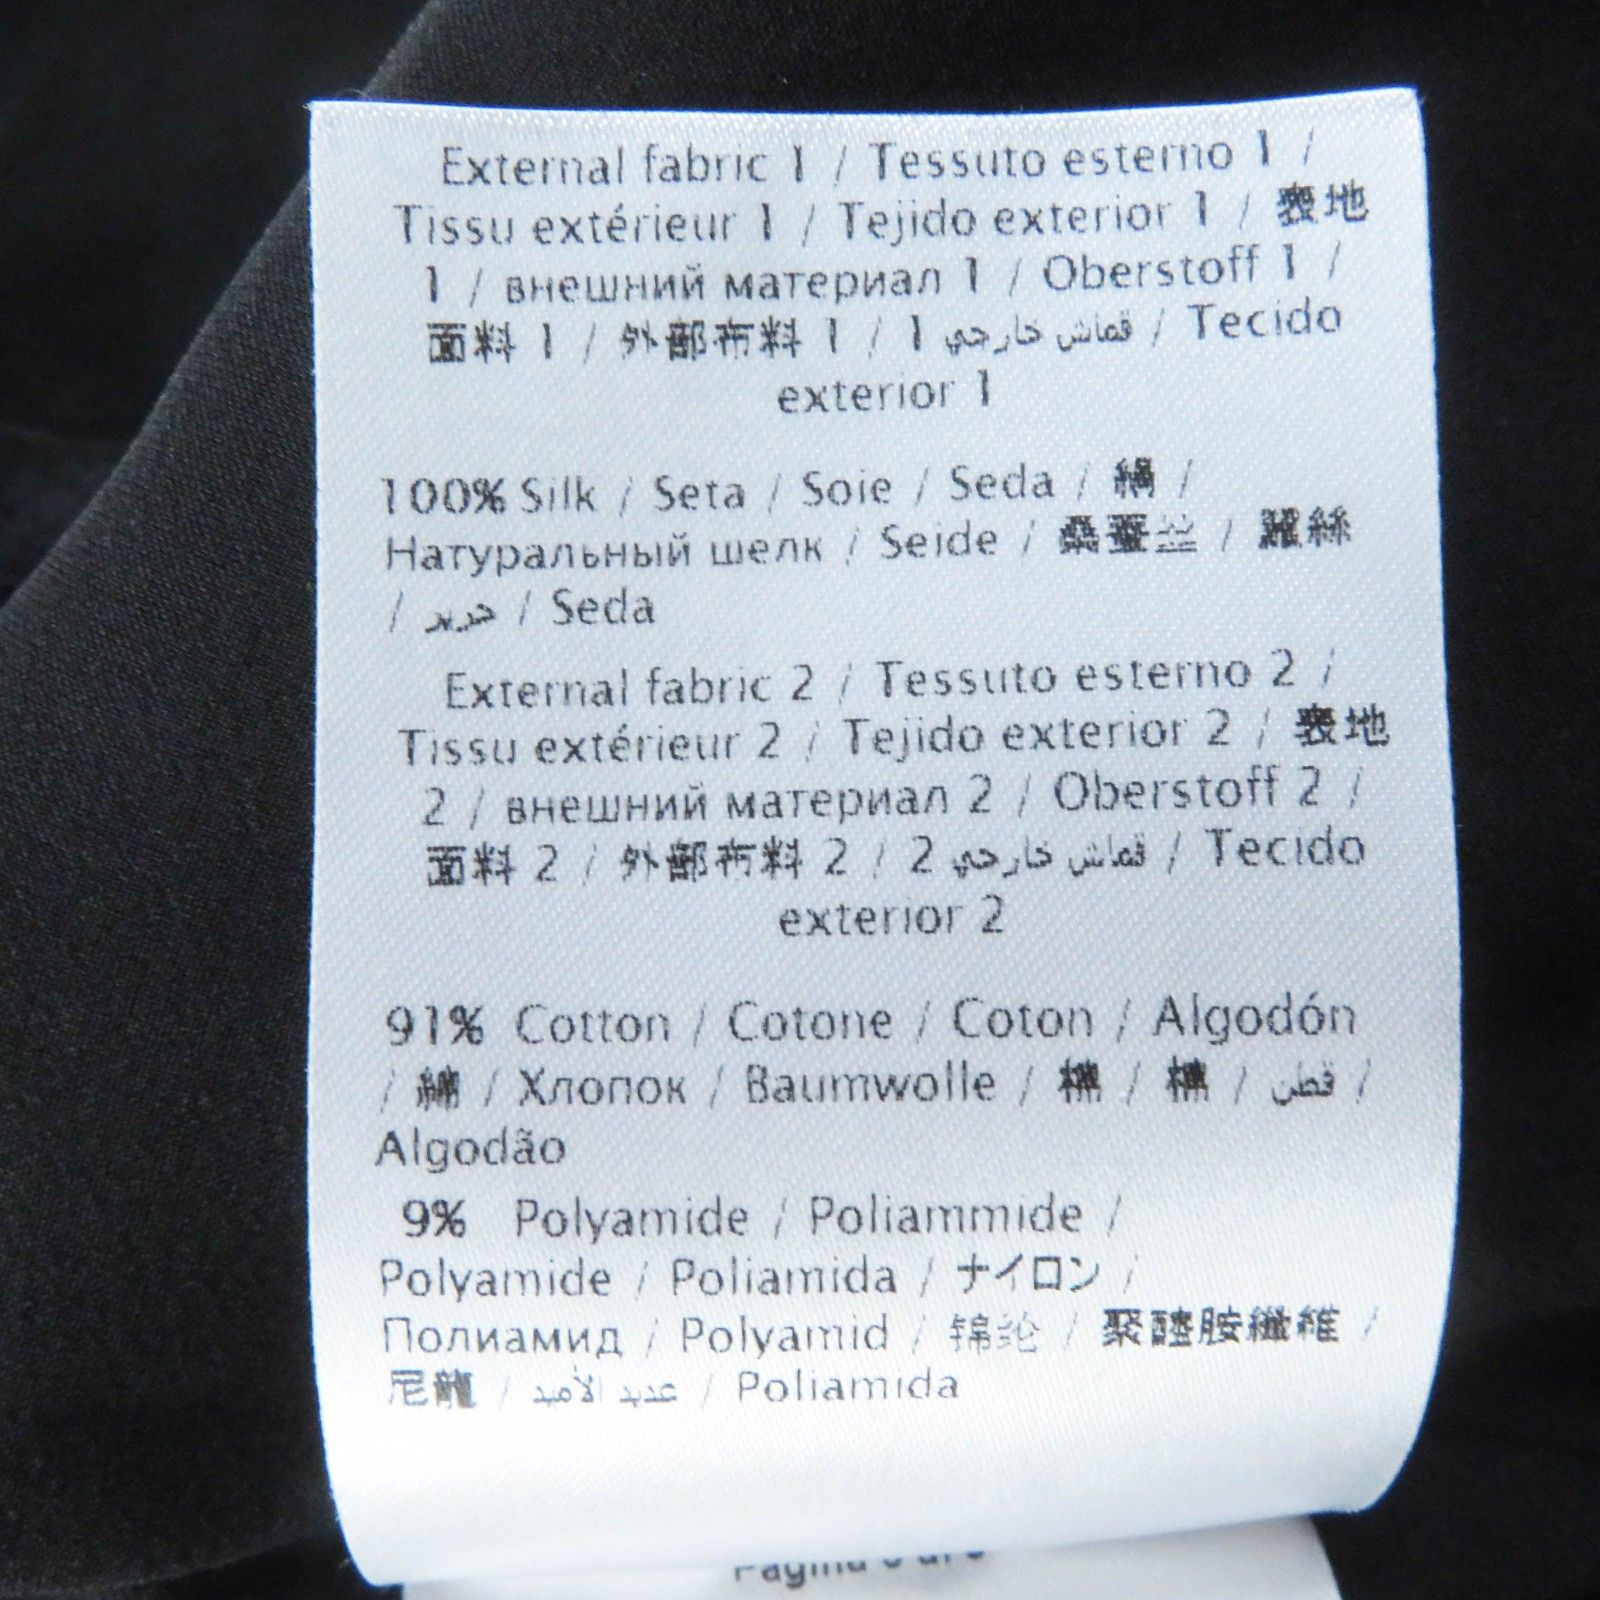 External fabric 1 / Tessuto esterno 1 /
Tissu extérieur 1 / Tejido exterior 1 / 表地
1 / внешний материал 1 / Oberstoff 1 /
面料 1 / 外部布料 1 / قماش خارجي 1 / Tecido
exterior 1
100% Silk / Seta / Soie / Seda / 絹 /
Натуральный шелк / Seide / 桑蚕丝 / 蠶絲
/ حرير / Seda
External fabric 2 / Tessuto esterno 2 /
Tissu extérieur 2 / Tejido exterior 2 / 表地
2 / внешний материал 2 / Oberstoff 2 /
面料 2 / 外部布料 2 / قماش خارجي 2 / Tecido
exterior 2
91% Cotton / Cotone / Coton / Algodón
/ 綿 / Хлопок / Baumwolle / 棉 / 棉 / قطن /
Algodão
9% Polyamide / Poliammide /
Polyamide / Poliamida / ナイロン /
Полиамид / Polyamid / 锦纶 / 聚醯胺纖維 /
尼龍 / عديد الأميد / Poliamida